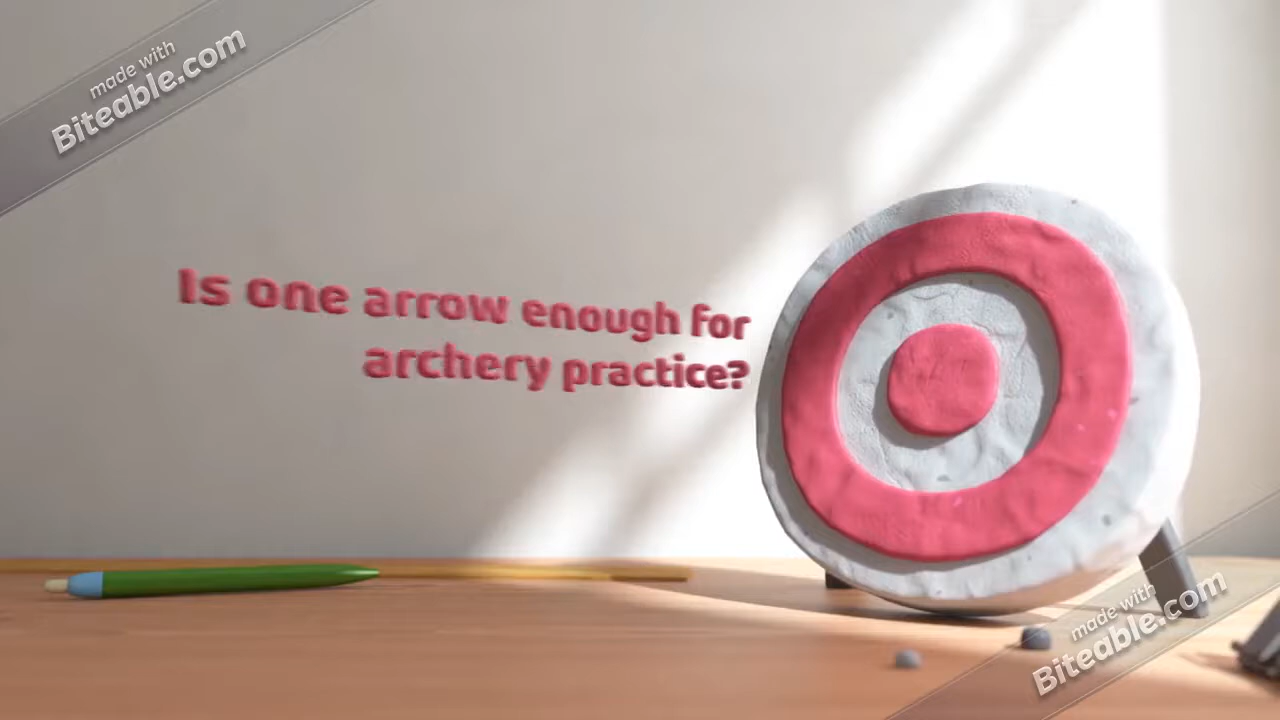 made with
Biteable.com
Is one arrow enough for
archery practice?
made with
Biteable.com